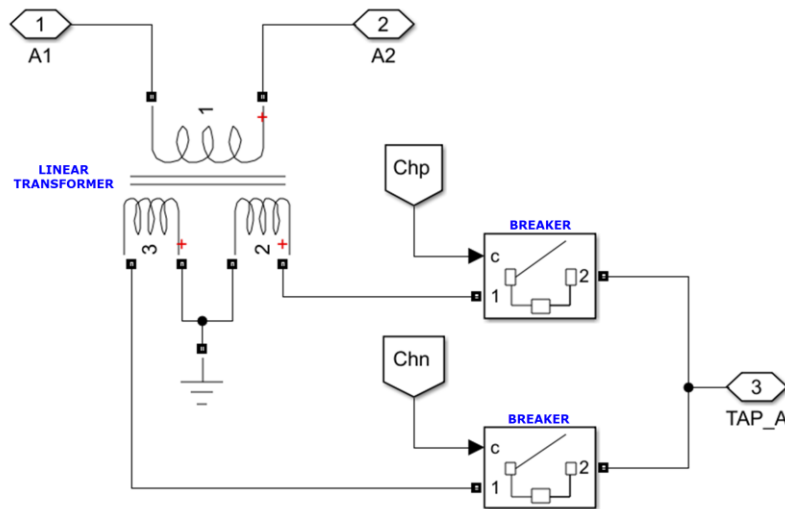 1
2
A1
A2
1
+
LINEAR
TRANSFORMER
Chp
BREAKER
3
+
2
+
c
2
1
Chn
3
BREAKER
TAP_A
c
2
1